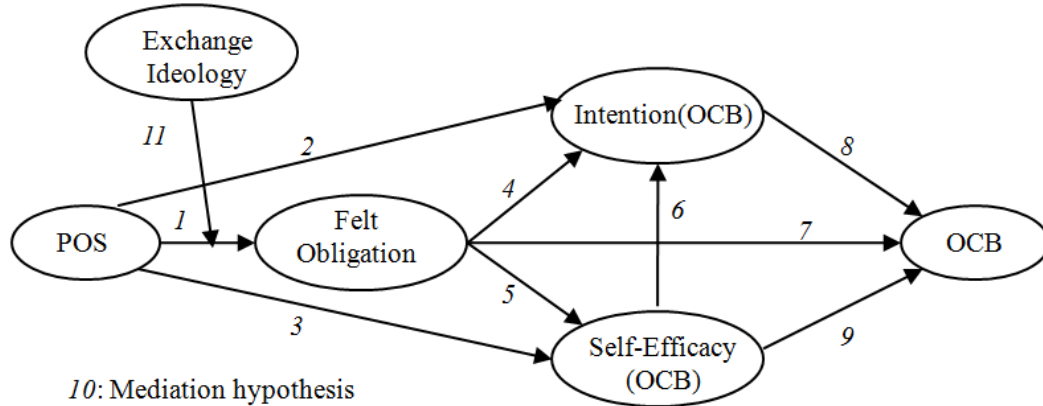 Exchange
Ideology
11
2
Intention(OCB)
8
4
1
POS
Felt
Obligation
6
7
OCB
5
3
9
Self-Efficacy
(OCB)
10: Mediation hypothesis